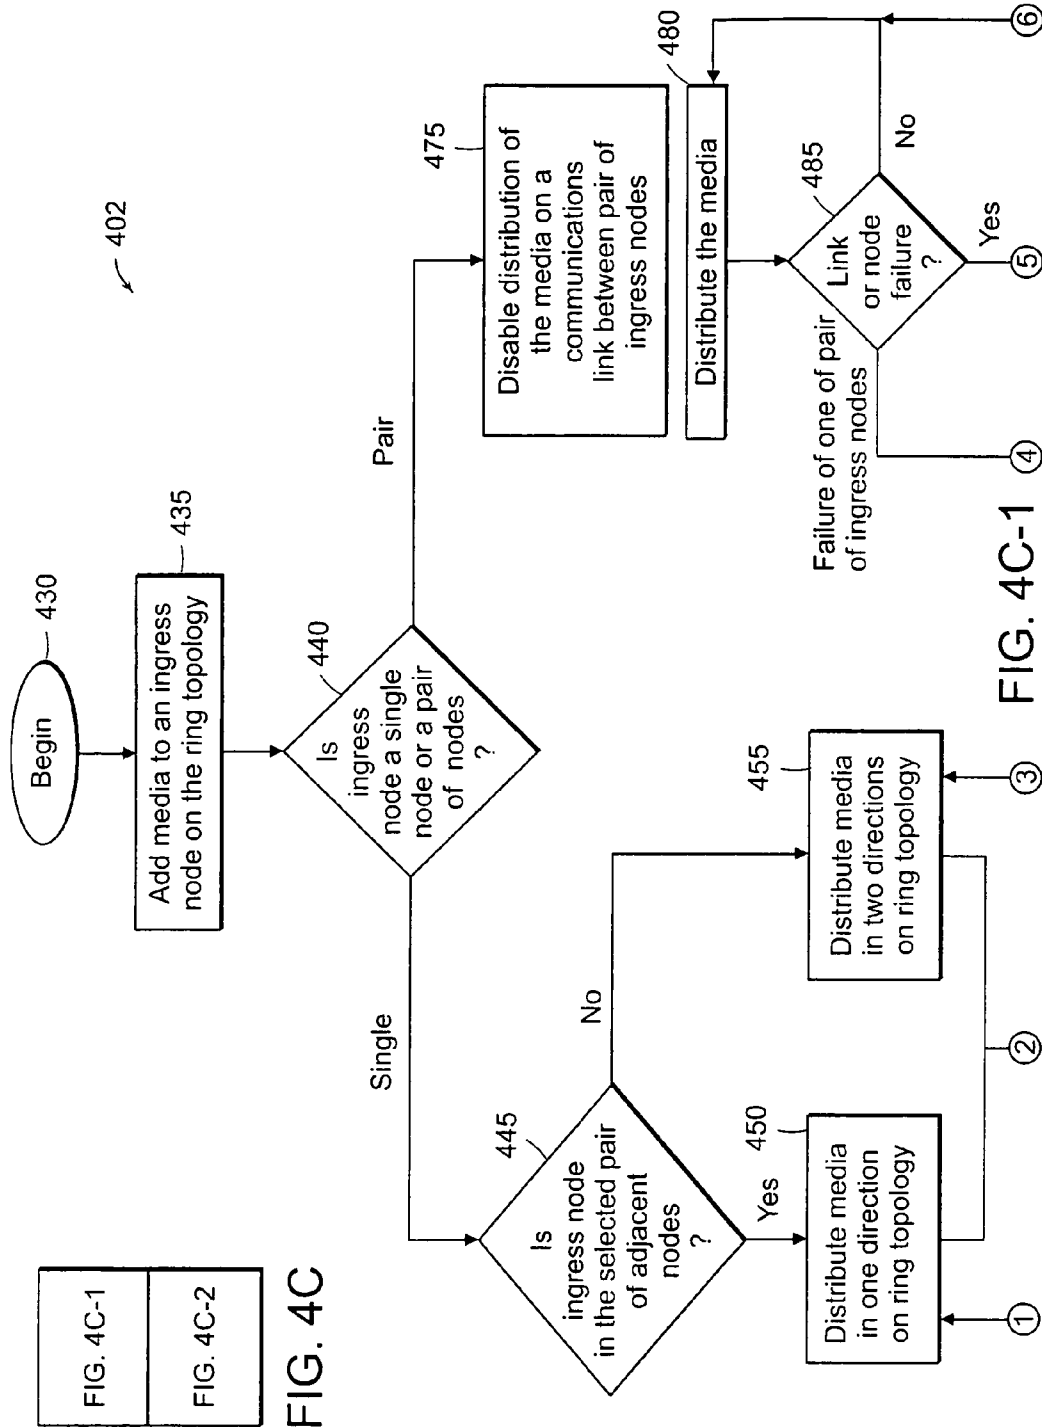 FIG. 4C-1
FIG. 4C-2
FIG. 4C
402
Begin
430
Add media to an ingress
node on the ring topology
435
Is
ingress
node a single
node or a pair
of nodes
?
440
Single
Pair
Is
ingress node
in the selected pair
of adjacent
nodes
?
445
No
Yes
Distribute media
in one direction
on ring topology
450
Distribute media
in two directions
on ring topology
455
Disable distribution of
the media on a
communications
link between pair of
ingress nodes
475
Distribute the media
480
Link
or node
failure
?
485
No
Yes
Failure of one of pair
of ingress nodes
1
2
3
4
5
6
FIG. 4C-1